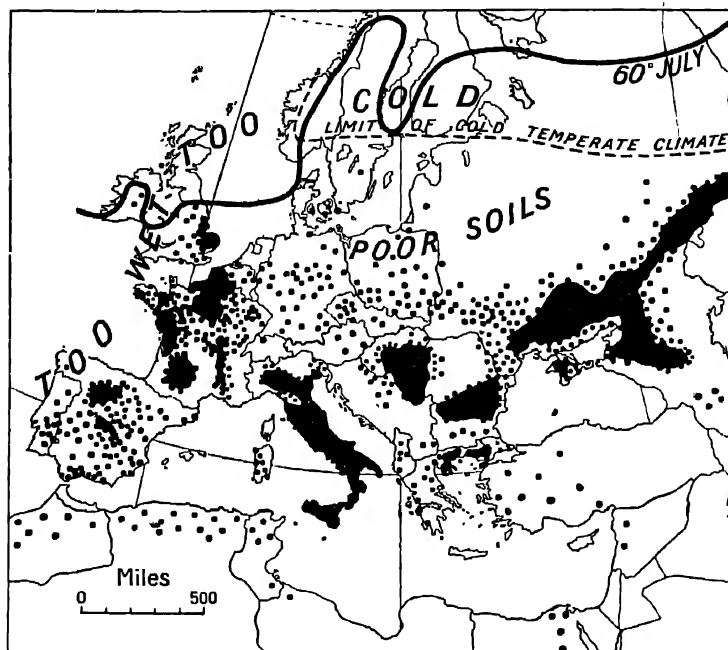 60° JULY
TOO COLD
LIMIT OF COLD TEMPERATE CLIMATE
TOO WET
POOR SOILS
Miles
0 500